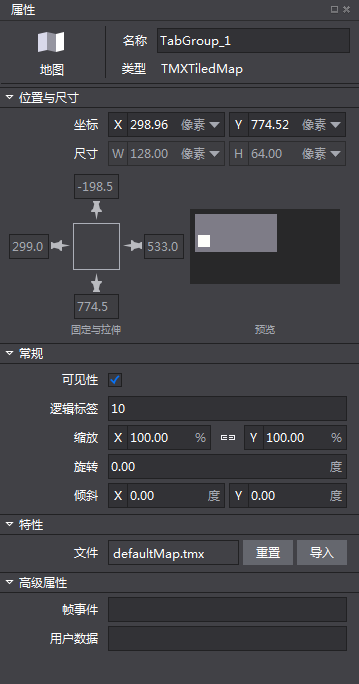 属性
名称 TabGroup_1
地图 类型 TMXTiledMap
位置与尺寸
坐标 X 298.96 像素 Y 774.52 像素
尺寸 W 128.00 像素 H 64.00 像素
-198.5
299.0 533.0
774.5
固定与拉伸 预览
常规
可见性
逻辑标签 10
缩放 X 100.00 % Y 100.00 %
旋转 0.00 度
倾斜 X 0.00 度 Y 0.00 度
特性
文件 defaultMap.tmx 重置 导入
高级属性
帧事件
用户数据